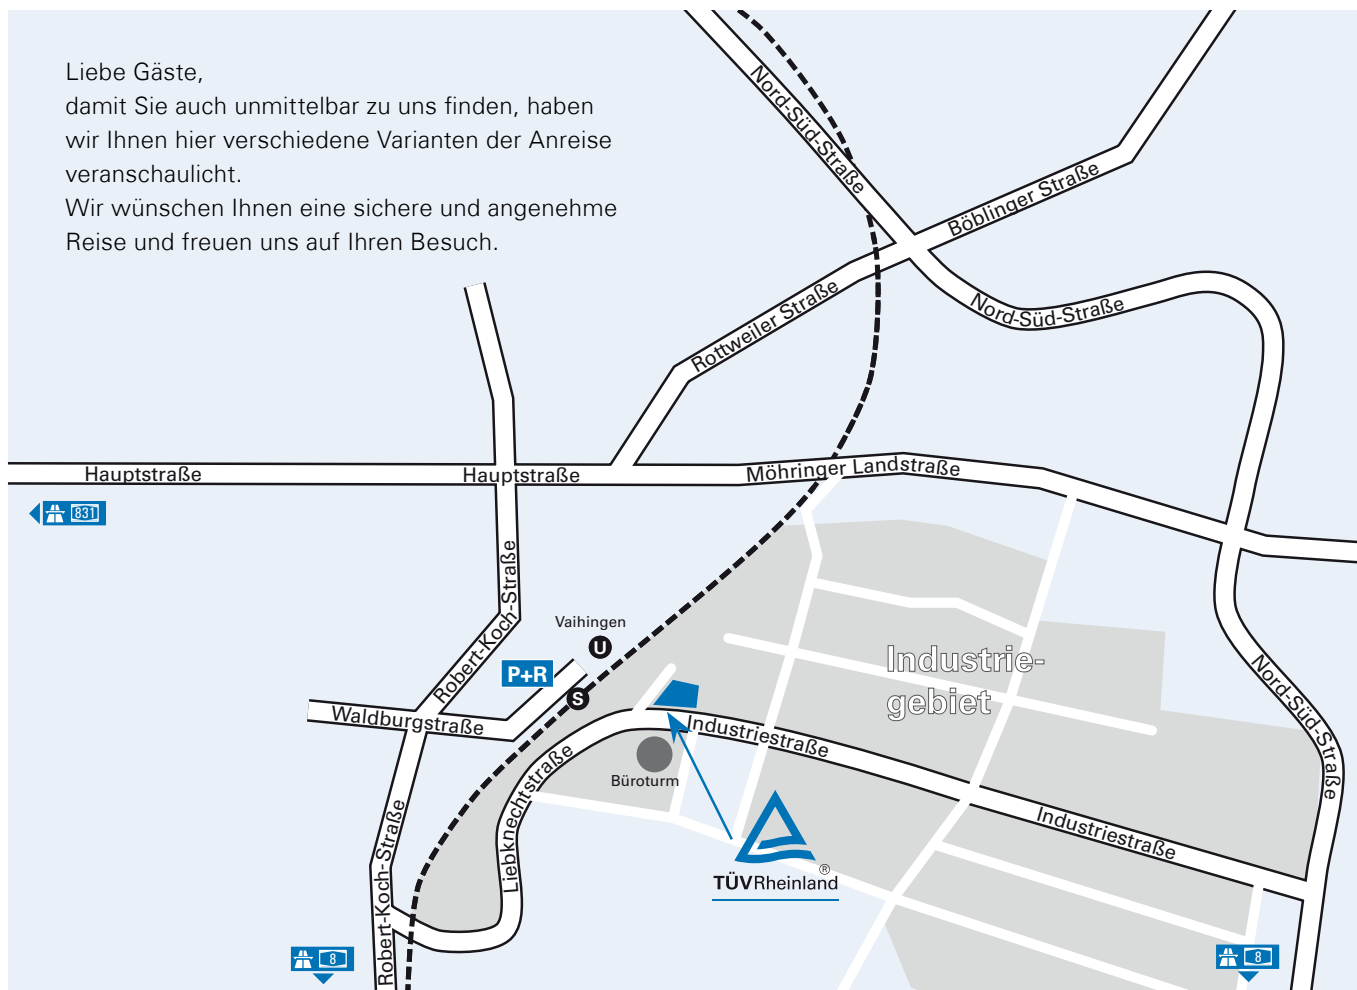 Liebe Gäste,
damit Sie auch unmittelbar zu uns finden, haben
wir Ihnen hier verschiedene Varianten der Anreise
veranschaulicht.
Wir wünschen Ihnen eine sichere und angenehme
Reise und freuen uns auf Ihren Besuch.
Nord-Süd-Straße
Böblinger Straße
Nord-Süd-Straße
Rottweiler Straße
Hauptstraße
Hauptstraße
Möhringer Landstraße
831
Robert-Koch-Straße
Vaihingen
U
P+R
S
Waldburgstraße
Industrie-
gebiet
Nord-Süd-Straße
Industriestraße
Liebknechtstraße
Büroturm
Industriestraße
Robert-Koch-Straße
TÜVRheinland®
8
8